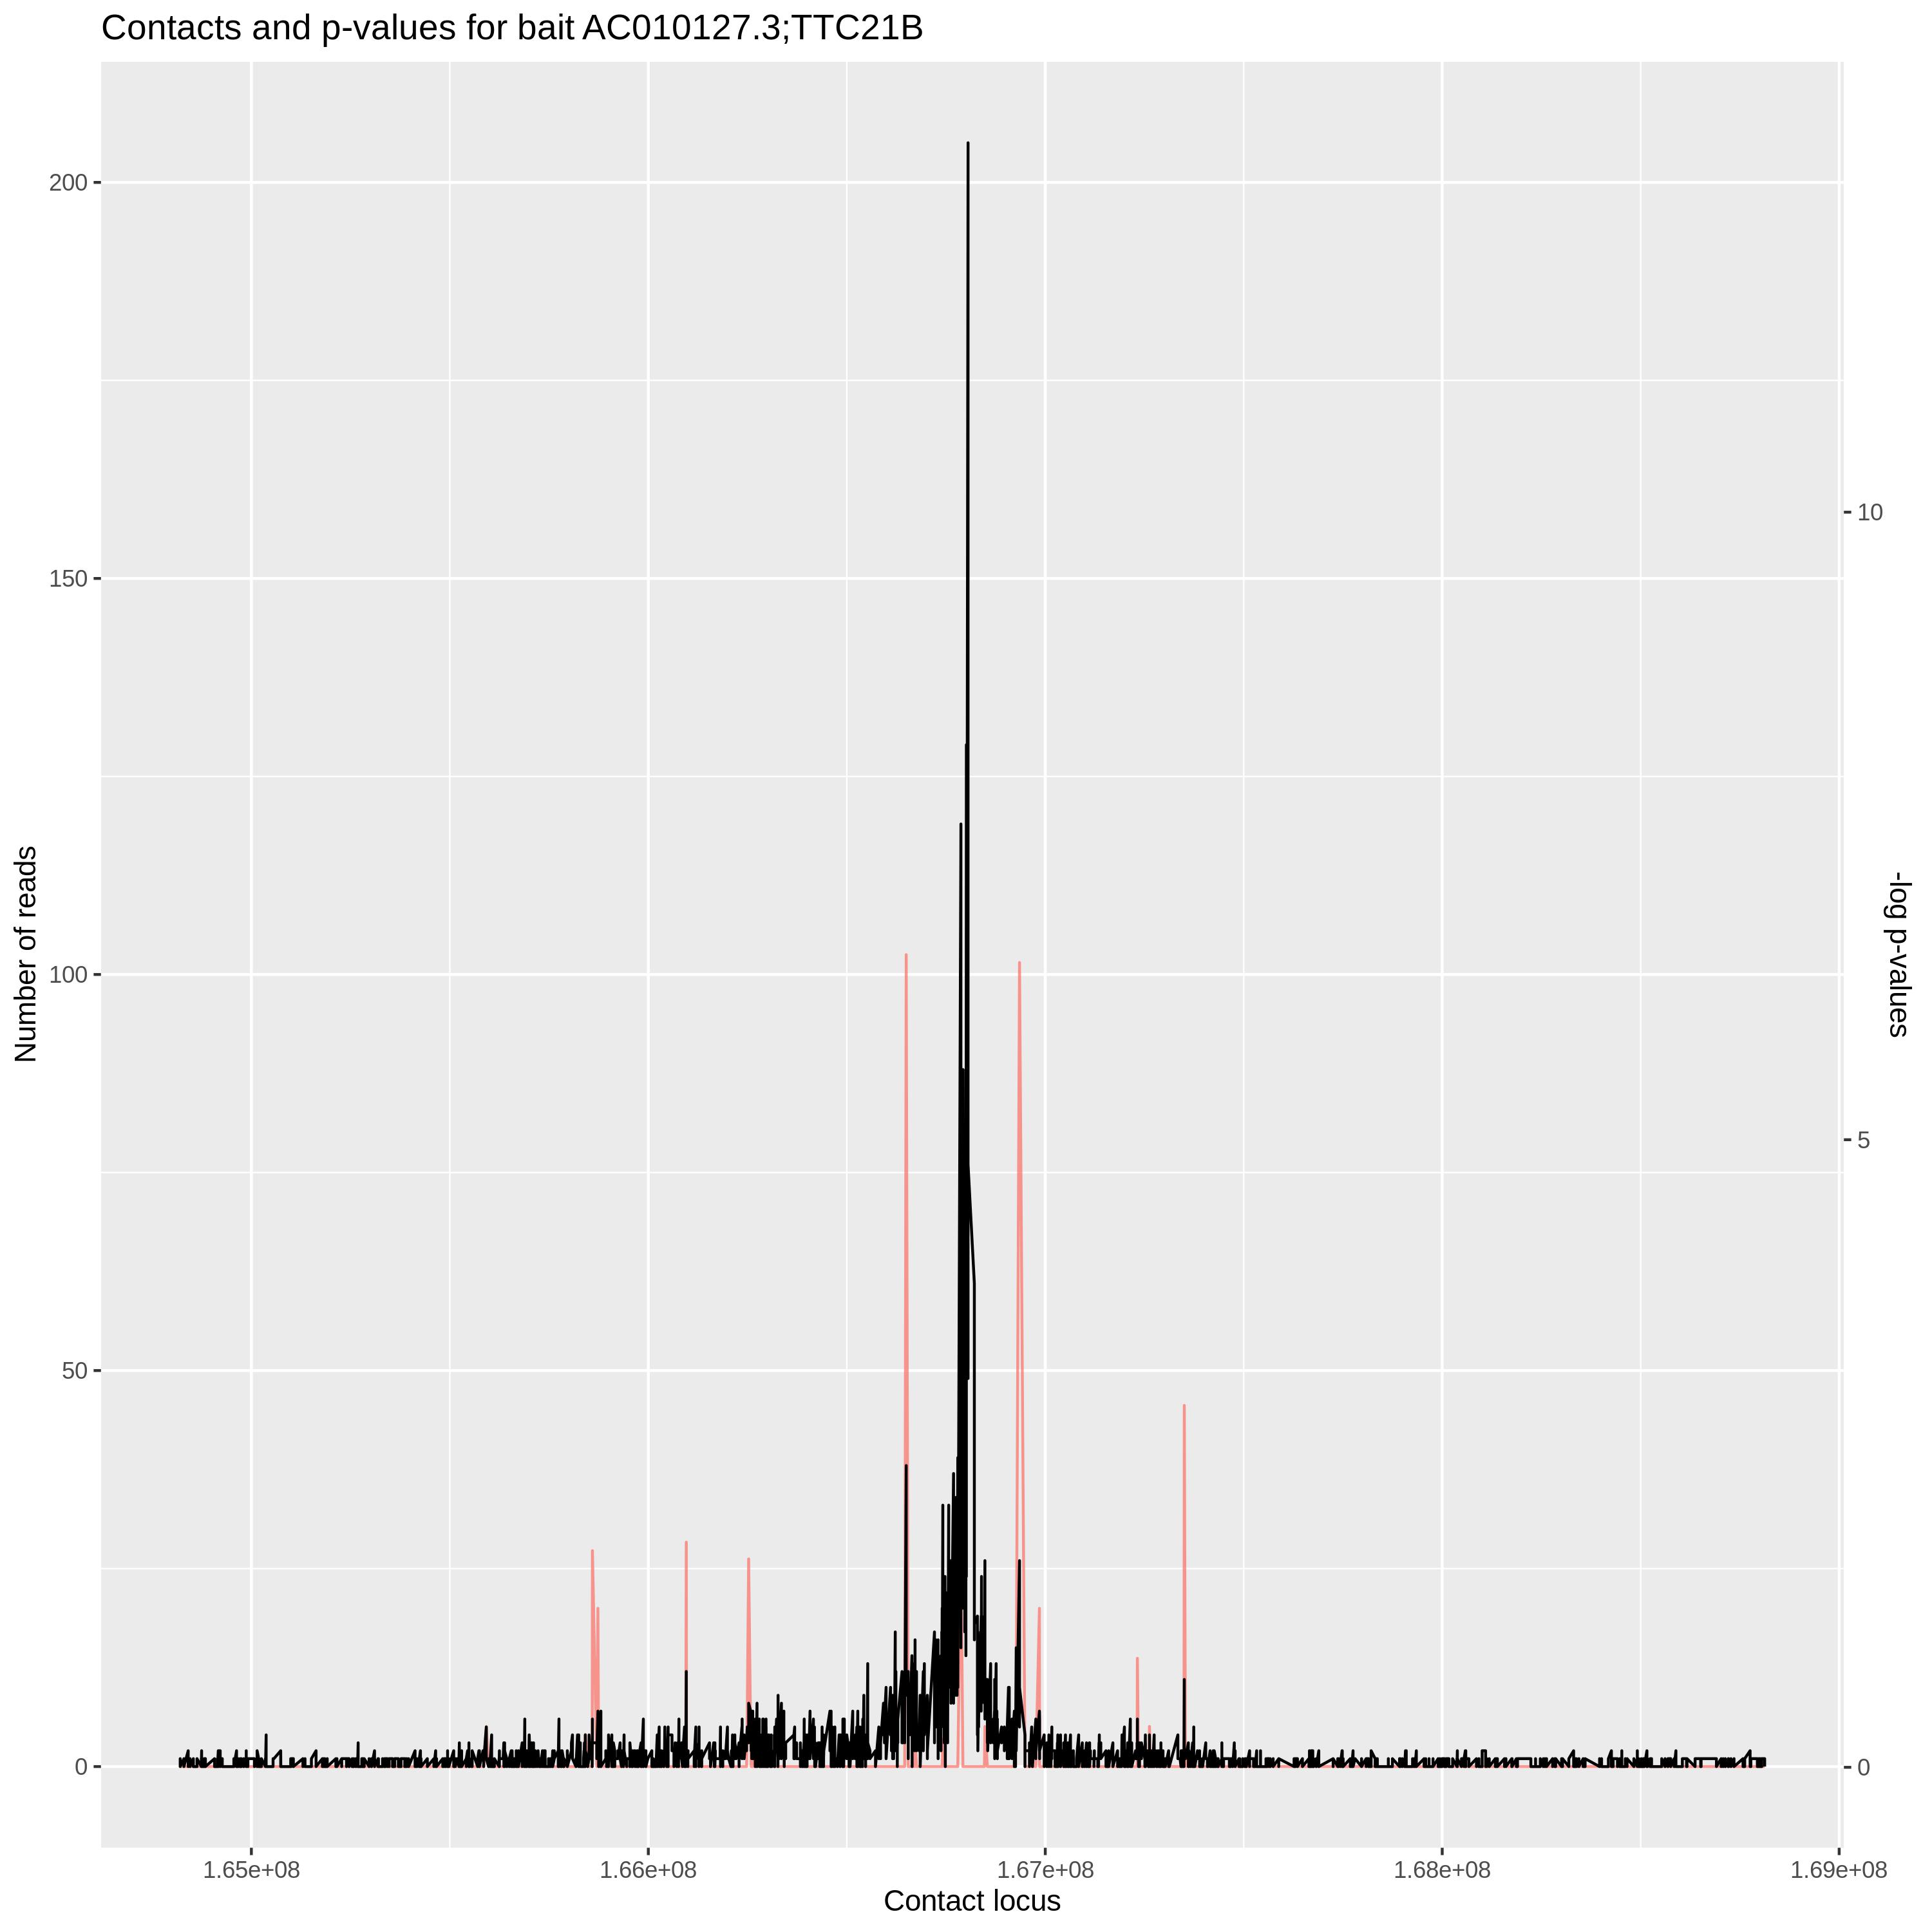 Contacts and p-values for bait AC010127.3;TTC21B
200
150
100
50
0
Number of reads
10
5
0
-log p-values
1.65e+08
1.66e+08
1.67e+08
1.68e+08
1.69e+08
Contact locus